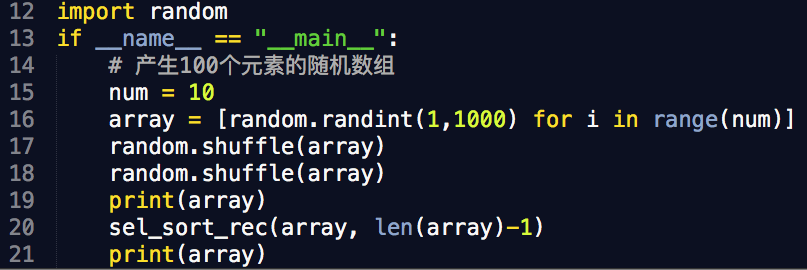 12 import random
13 if __name__ == "__main__":
14     # 产生100个元素的随机数组
15     num = 10
16     array = [random.randint(1,1000) for i in range(num)]
17     random.shuffle(array)
18     random.shuffle(array)
19     print(array)
20     sel_sort_rec(array, len(array)-1)
21     print(array)